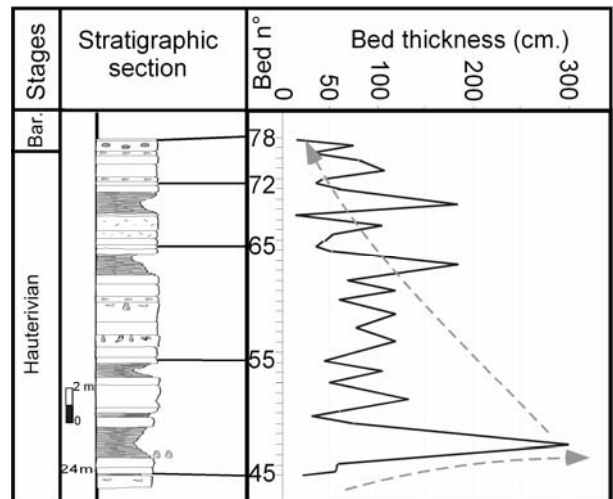 Stages
Stratigraphic
section
Bed n°
Bed thickness (cm.)
0
50
100
200
300
Bar.
Hauterivian
78
72
65
55
45
2 m
0
24m